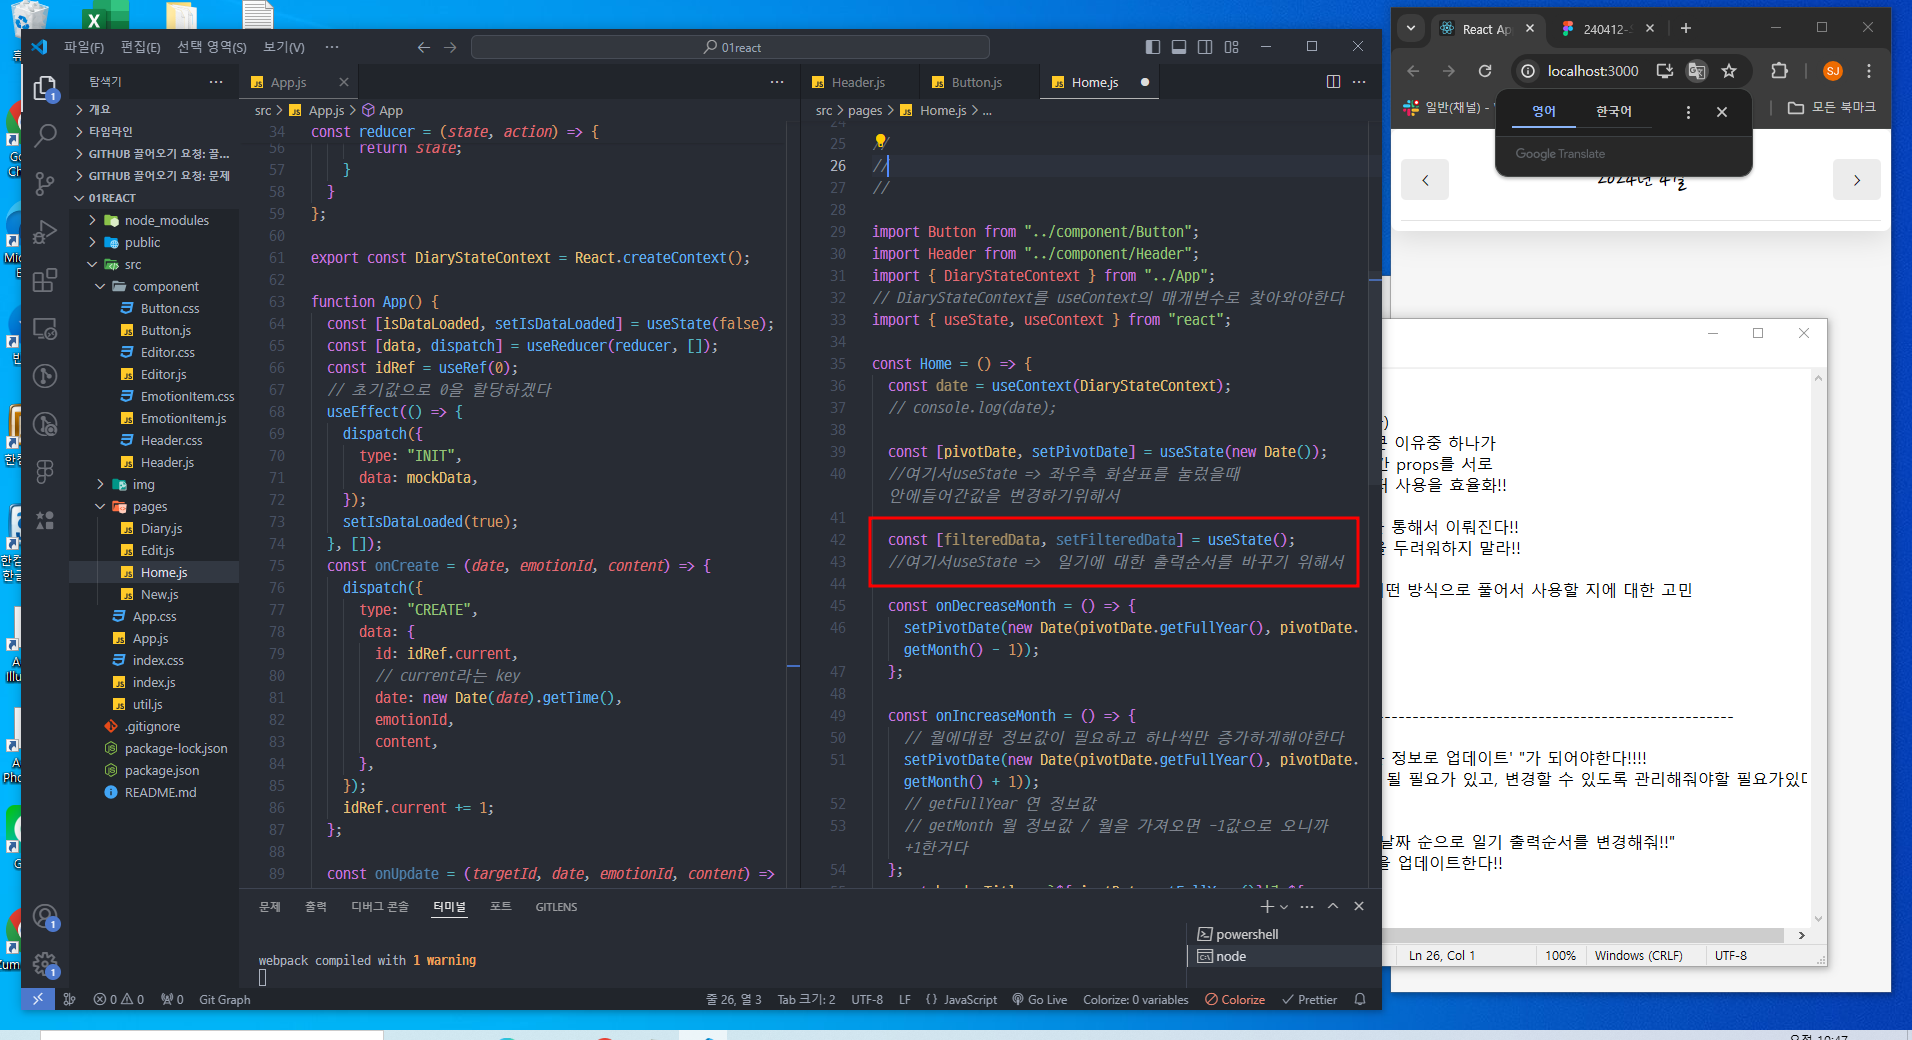 파일(F) 편집(E) 선택 영역(S) 보기(V) ···
01react
탐색기
개요
타임라인
GITHUB 끌어오기 요청: 끌...
GITHUB 끌어오기 요청: 문제
01REACT
node_modules
public
src
component
Button.css
Button.js
Editor.css
Editor.js
EmotionItem.css
EmotionItem.js
Header.css
Header.js
img
pages
Diary.js
Edit.js
Home.js
New.js
App.css
App.js
index.css
index.js
util.js
.gitignore
package-lock.json
package.json
README.md
App.js
src > App.js > App
34 const reducer = (state, action) => {
56 return state;
57 }
58 }
59 };
60
61 export const DiaryStateContext = React.createContext();
62
63 function App() {
64 const [isDataLoaded, setIsDataLoaded] = useState(false);
65 const [data, dispatch] = useReducer(reducer, []);
66 const idRef = useRef(0);
67 // 초기값으로 0을 할당하겠다
68 useEffect(() => {
69 dispatch({
70 type: "INIT",
71 data: mockData,
72 });
73 setIsDataLoaded(true);
74 }, []);
75 const onCreate = (date, emotionId, content) => {
76 dispatch({
77 type: "CREATE",
78 data: {
79 id: idRef.current,
80 // current라는 key
81 date: new Date(date).getTime(),
82 emotionId,
83 content,
84 },
85 });
86 idRef.current += 1;
87 };
88
89 const onUpdate = (targetId, date, emotionId, content) =>
Header.js Button.js Home.js
src > pages > Home.js > ...
24
25 //
26 //
27 //
28
29 import Button from "../component/Button";
30 import Header from "../component/Header";
31 import { DiaryStateContext } from "../App";
32 // DiaryStateContext를 useContext의 매개변수로 찾아와야한다
33 import { useState, useContext } from "react";
34
35 const Home = () => {
36 const date = useContext(DiaryStateContext);
37 // console.log(date);
38
39 const [pivotDate, setPivotDate] = useState(new Date());
40 //여기서useState => 좌우측 화살표를 눌렀을때
안에들어간값을 변경하기위해서
41
42 const [filteredData, setFilteredData] = useState();
43 //여기서useState => 일기에 대한 출력순서를 바꾸기 위해서
44
45 const onDecreaseMonth = () => {
46 setPivotDate(new Date(pivotDate.getFullYear(), pivotDate.
getMonth() - 1));
47 };
48
49 const onIncreaseMonth = () => {
50 // 월에대한 정보값이 필요하고 하나씩만 증가하게해야한다
51 setPivotDate(new Date(pivotDate.getFullYear(), pivotDate.
getMonth() + 1));
52 // getFullYear 연 정보값
53 // getMonth 월 정보값 / 월을 가져오면 -1값으로 오니까
+1한거다
54 };
문제 출력 디버그 콘솔 터미널 포트 GITLENS
webpack compiled with 1 warning
powershell
node
0 0 0 Git Graph
줄 26, 열 3 Tab 크기: 2 UTF-8 LF {} JavaScript Go Live Colorize: 0 variables Colorize Prettier
React Ap 240412-
localhost:3000
SJ
일반(채널) - 모든 북마크
영어 한국어
Google Translate
2024년 4월
이유중 하나가
props를 서로
사용을 효율화!!
통해서 이뤄진다!!
두려워하지 말라!!
떤 방식으로 풀어서 사용할 지에 대한 고민
------------------------------------------------
정보로 업데이트' "가 되어야한다!!!!
될 필요가 있고, 변경할 수 있도록 관리해줘야할 필요가있다
날짜 순으로 일기 출력순서를 변경해줘!!"
업데이트한다!!
Ln 26, Col 1 100% Windows (CRLF) UTF-8